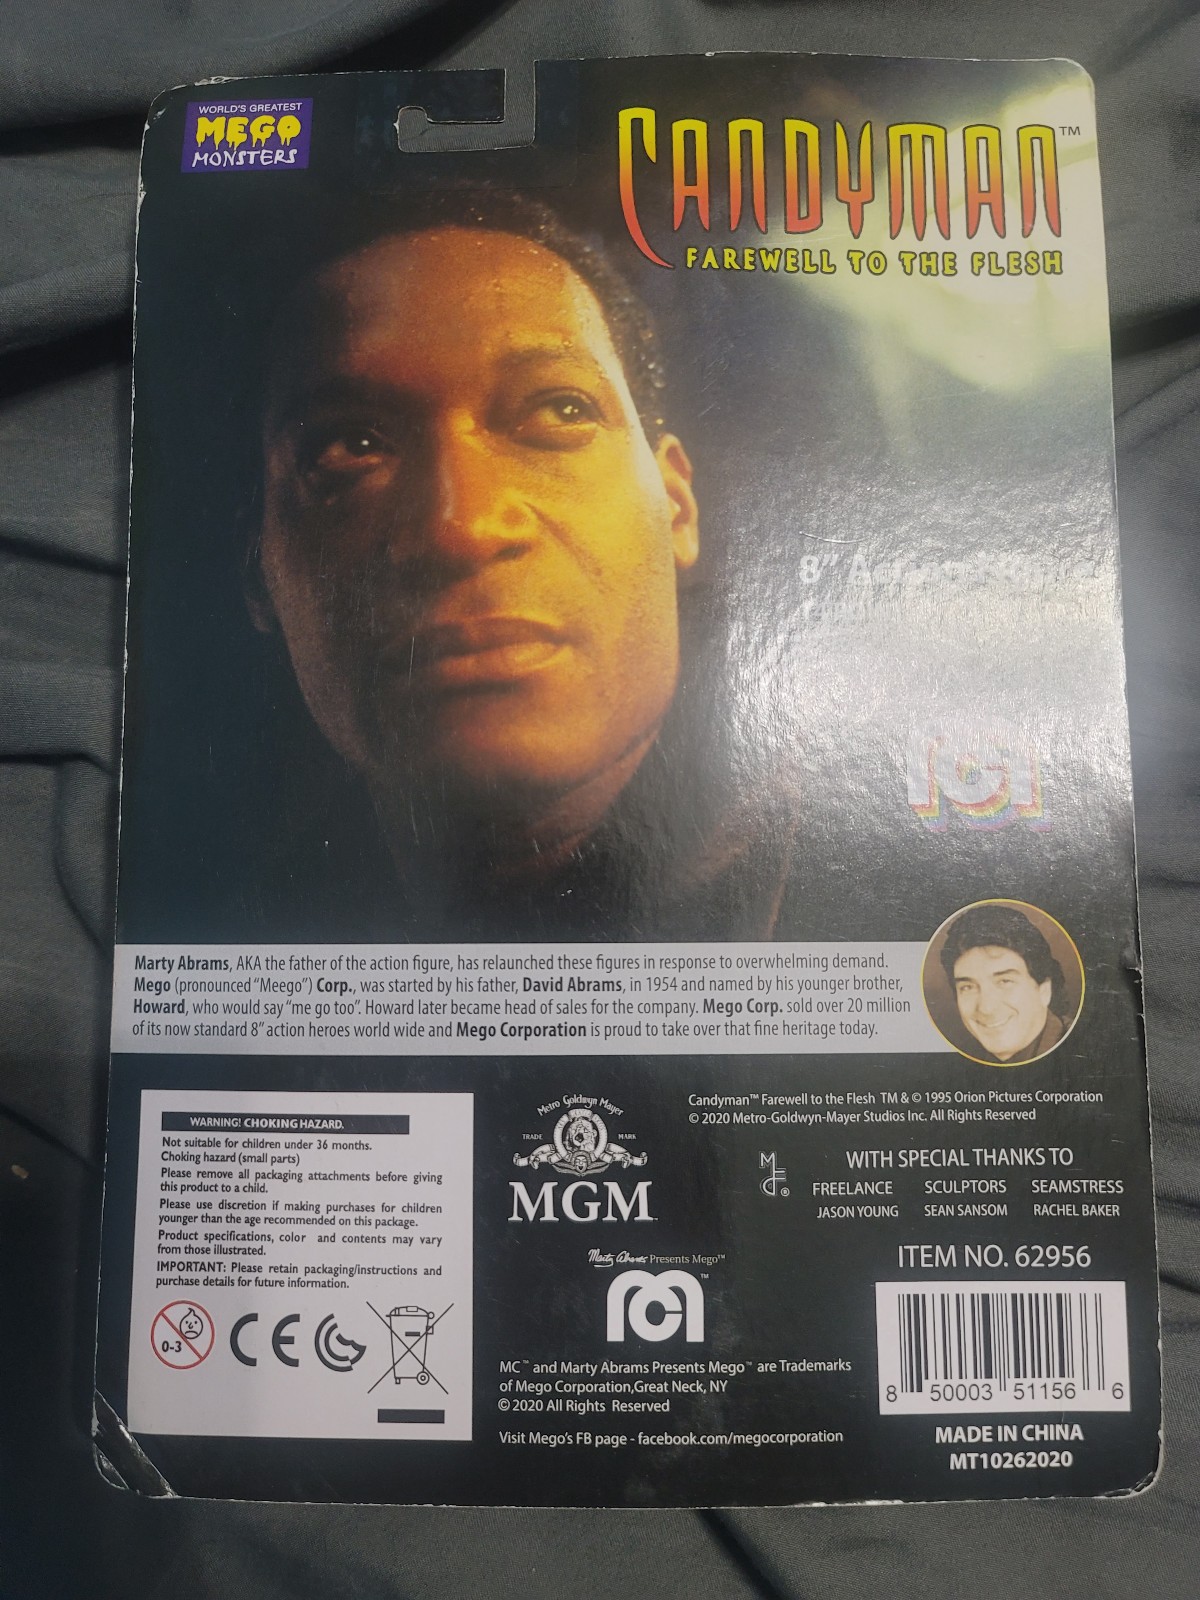 WORLD'S GREATEST
MEGO
MONSTERS
CANDYMAN™
FAREWELL TO THE FLESH
8" Action Figure
Marty Abrams, AKA the father of the action figure, has relaunched these figures in response to overwhelming demand.
Mego (pronounced "Meego") Corp., was started by his father, David Abrams, in 1954 and named by his younger brother,
Howard, who would say "me go too". Howard later became head of sales for the company. Mego Corp. sold over 20 million
of its now standard 8" action heroes world wide and Mego Corporation is proud to take over that fine heritage today.
WARNING! CHOKING HAZARD.
Not suitable for children under 36 months.
Choking hazard (small parts)
Please remove all packaging attachments before giving
this product to a child.
Please use discretion if making purchases for children
younger than the age recommended on this package.
Product specifications, color and contents may vary
from those illustrated.
IMPORTANT: Please retain packaging/instructions and
purchase details for future information.
0-3
CE
Metro Goldwyn Mayer
TRADE MARK
MGM
Marty Abrams Presents Mego™
™
MC™ and Marty Abrams Presents Mego™ are Trademarks
of Mego Corporation,Great Neck, NY
© 2020 All Rights Reserved
Visit Mego's FB page - facebook.com/megocorporation
Candyman™ Farewell to the Flesh TM & © 1995 Orion Pictures Corporation
© 2020 Metro-Goldwyn-Mayer Studios Inc. All Rights Reserved
WITH SPECIAL THANKS TO
FREELANCE SCULPTORS SEAMSTRESS
JASON YOUNG SEAN SANSOM RACHEL BAKER
ITEM NO. 62956
8 50003 51156 6
MADE IN CHINA
MT10262020